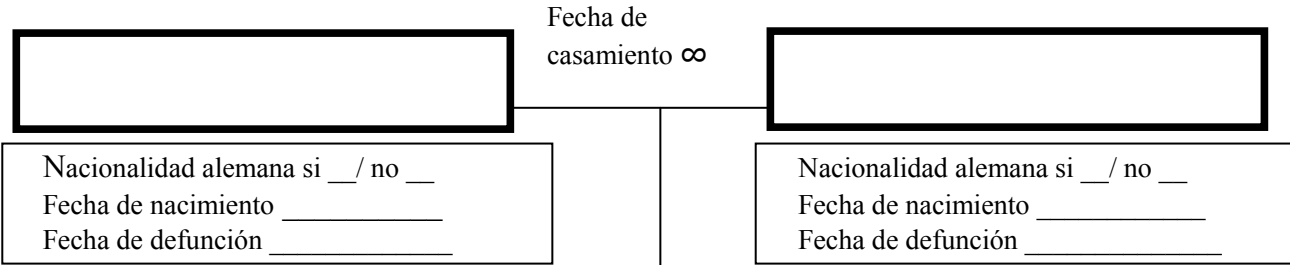 Fecha de
casamiento ∞
Nacionalidad alemana si __/ no __
Fecha de nacimiento ___________
Fecha de defunción _____________
Nacionalidad alemana si __/ no __
Fecha de nacimiento ____________
Fecha de defunción ______________